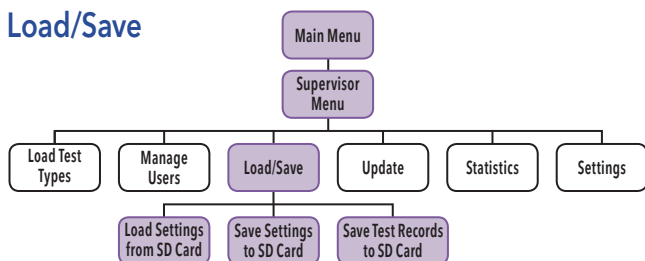 Load/Save
Main Menu
Supervisor
Menu
Load Test
Types
Manage
Users
Load/Save
Update
Statistics
Settings
Load Settings
from SD Card
Save Settings
to SD Card
Save Test Records
to SD Card